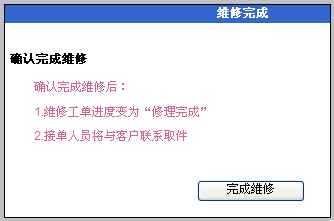 维修完成
确认完成维修
确认完成维修后：
1.维修工单进度变为“修理完成”
2.接单人员将与客户联系取件
完成维修